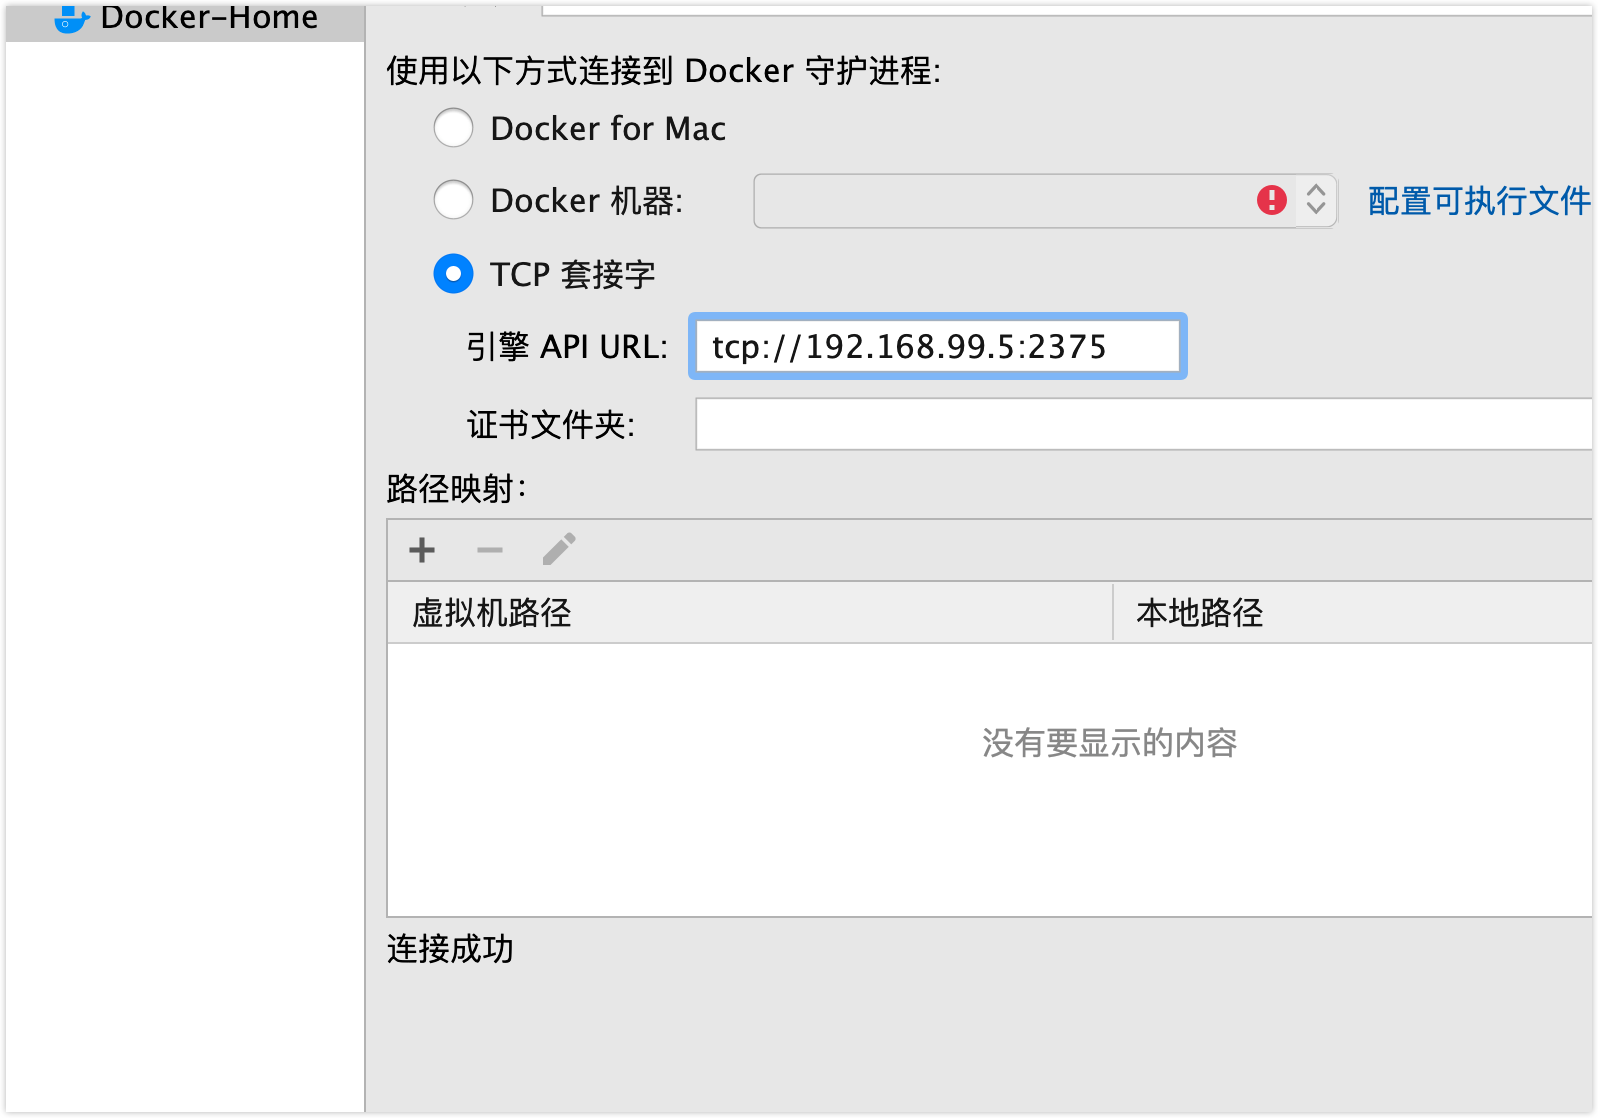 Docker-Home
使用以下方式连接到 Docker 守护进程:
Docker for Mac
Docker 机器:
配置可执行文件
TCP 套接字
引擎 API URL: tcp://192.168.99.5:2375
证书文件夹:
路径映射：
虚拟机路径 本地路径
没有要显示的内容
连接成功